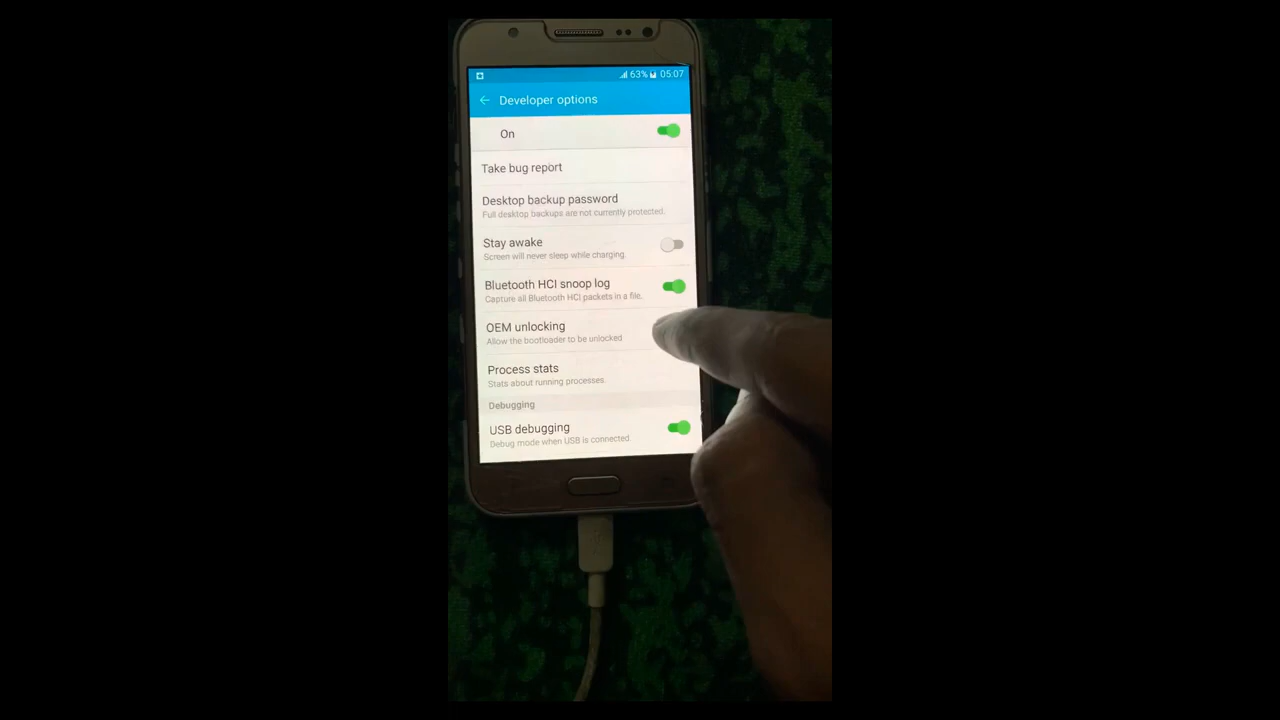 63% 05:07
Developer options
On
Take bug report
Desktop backup password
Full desktop backups are not currently protected.
Stay awake
Screen will never sleep while charging.
Bluetooth HCI snoop log
Capture all Bluetooth HCI packets in a file.
OEM unlocking
Allow the bootloader to be unlocked
Process stats
Stats about running processes.
Debugging
USB debugging
Debug mode when USB is connected.